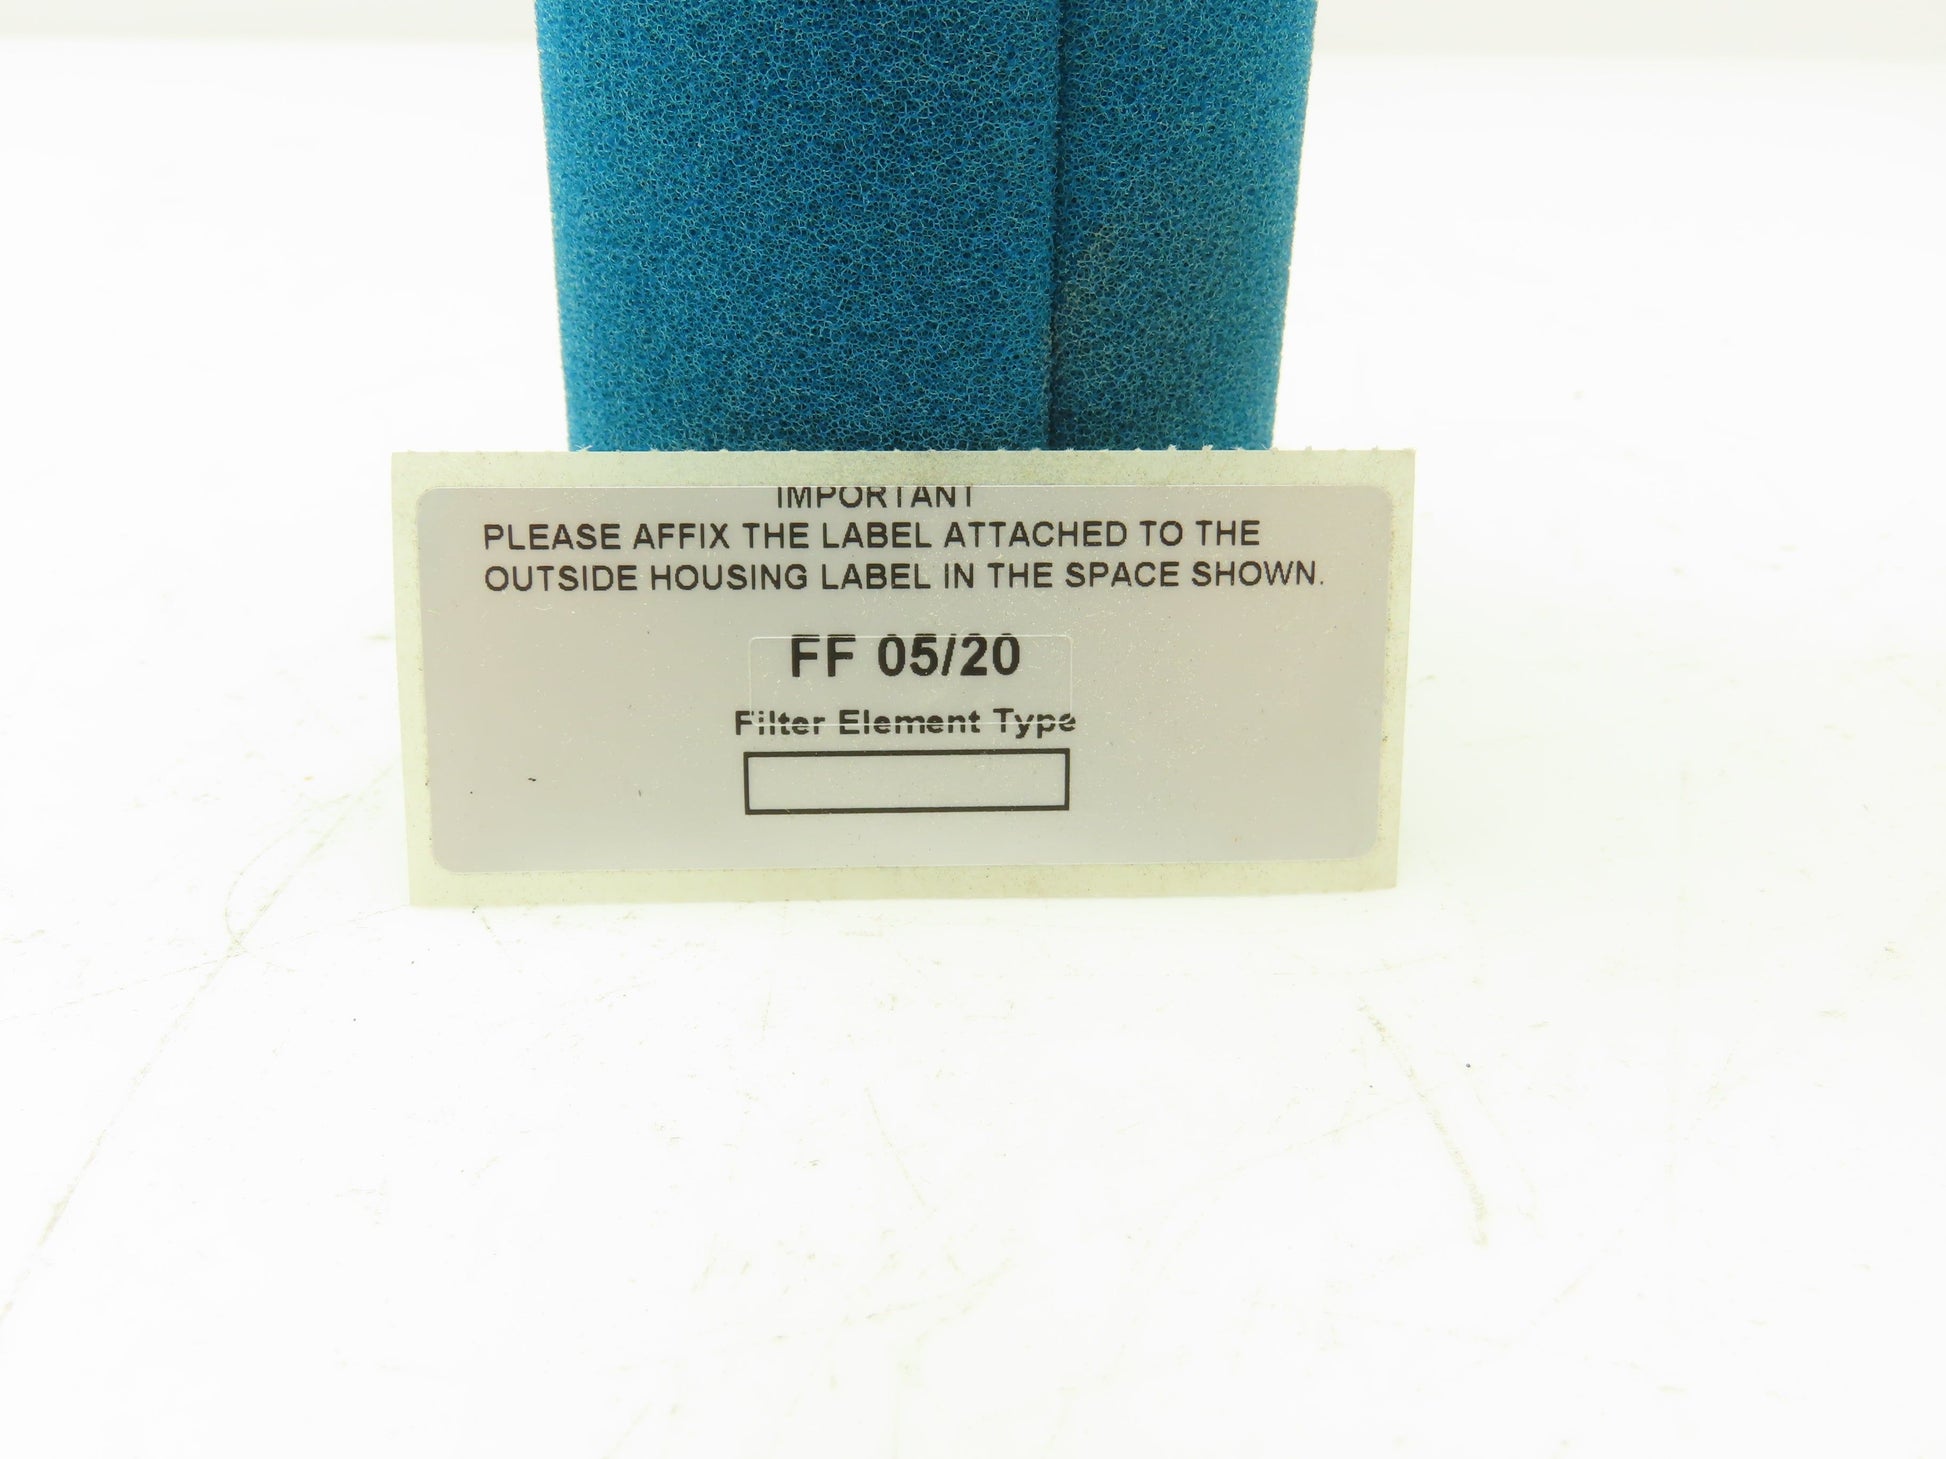 IMPORTANT
PLEASE AFFIX THE LABEL ATTACHED TO THE
OUTSIDE HOUSING LABEL IN THE SPACE SHOWN.
FF 05/20
Filter Element Type